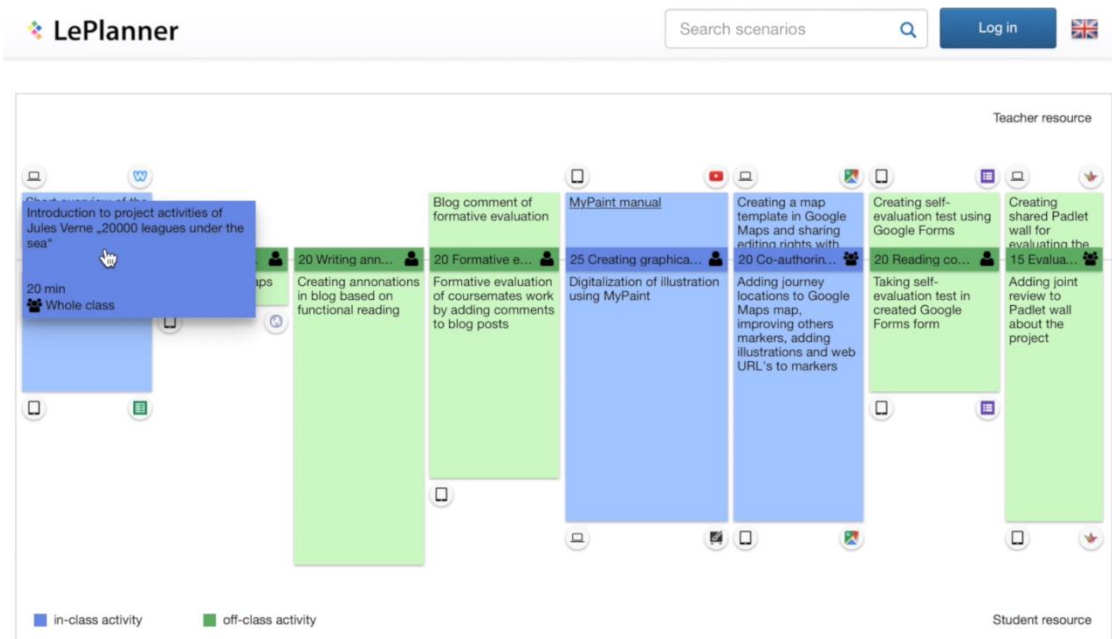 LePlanner
Search scenarios
Log in
Teacher resource
Introduction to project activities of
Jules Verne „20000 leagues under the
sea“
20 min
Whole class
aps
20 Writing ann...
Creating annonations
in blog based on
functional reading
Blog comment of
formative evaluation
20 Formative e...
Formative evaluation
of coursemates work
by adding comments
to blog posts
MyPaint manual
25 Creating graphica...
Digitalization of illustration
using MyPaint
Creating a map
template in Google
Maps and sharing
editing rights with
20 Co-authorin...
Adding journey
locations to Google
Maps map,
improving others
markers, adding
illustrations and web
URL's to markers
Creating self-
evaluation test using
Google Forms
20 Reading co...
Taking self-
evaluation test in
created Google
Forms form
Creating
shared Padlet
wall for
evaluating the
15 Evalua...
Adding joint
review to
Padlet wall
about the
project
in-class activity
off-class activity
Student resource